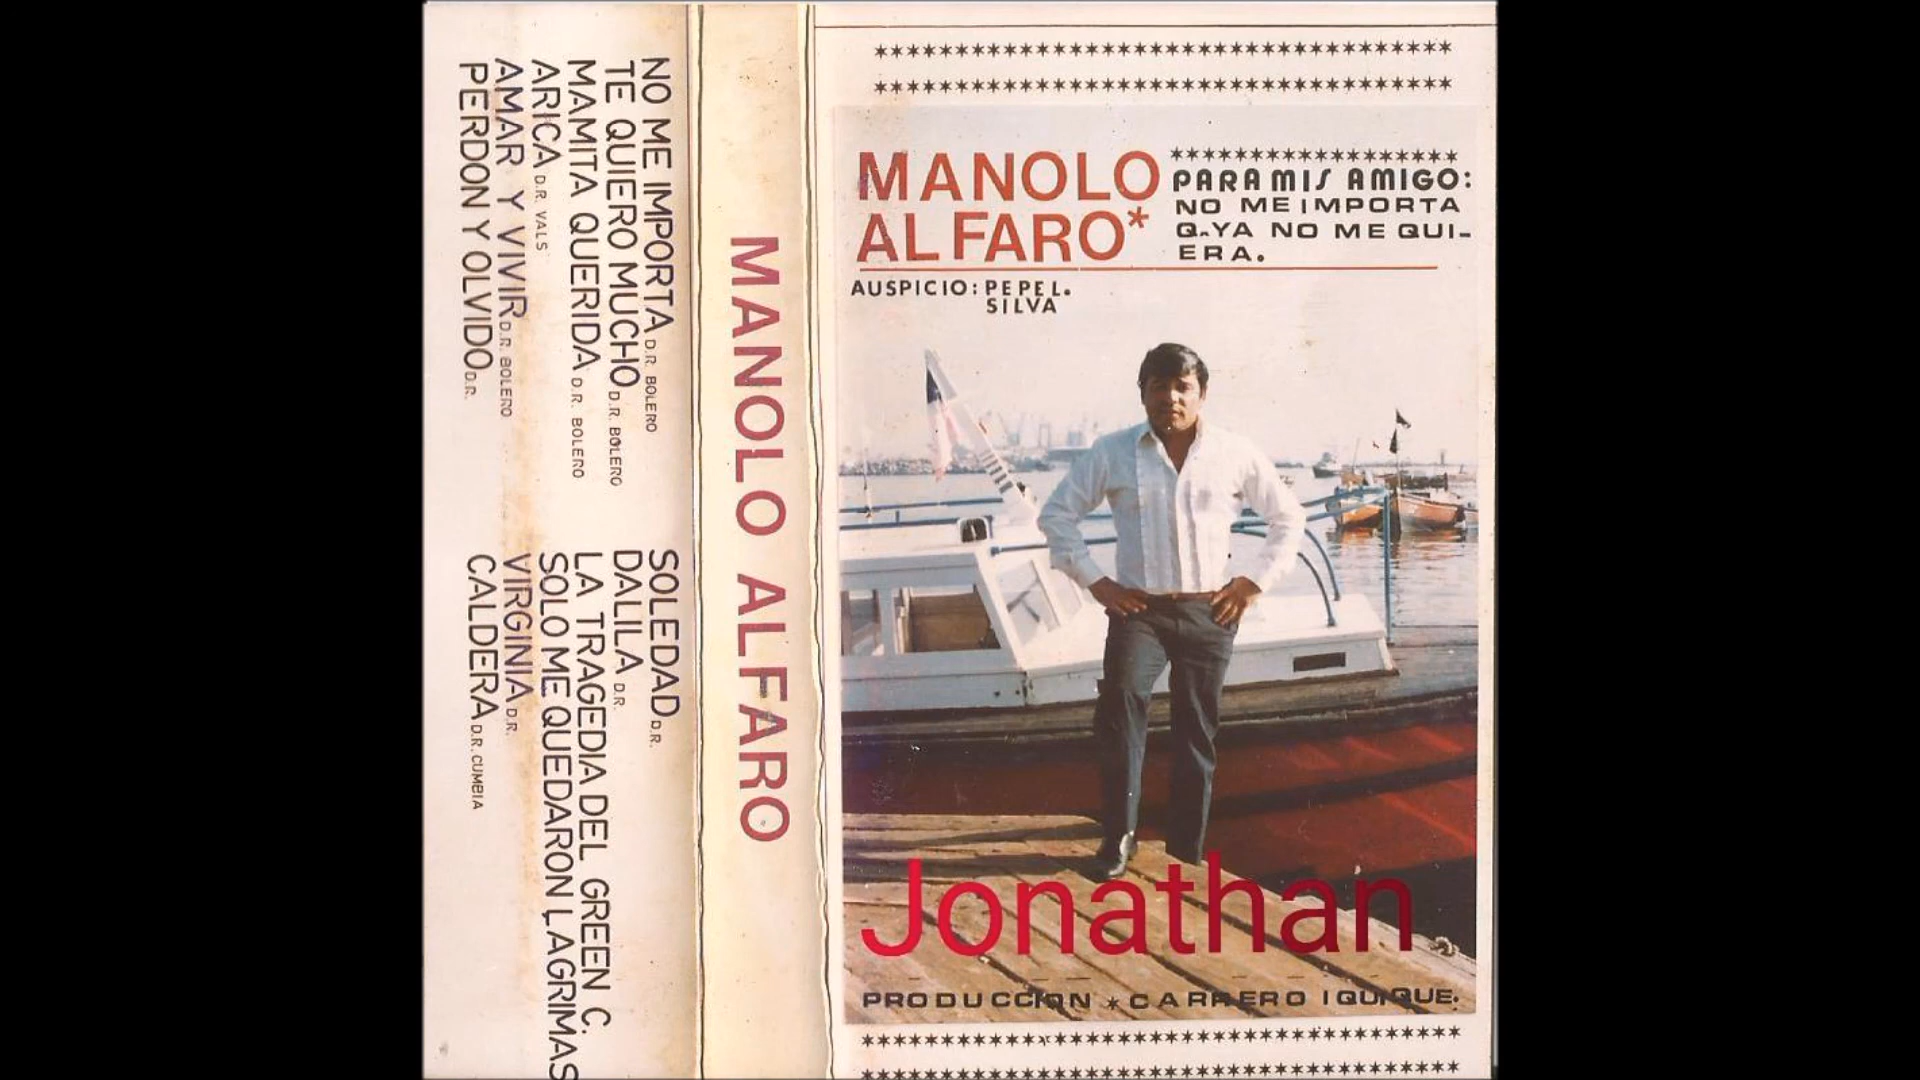 NO ME IMPORTA D.R. BOLERO
TE QUIERO MUCHO D.R. BOLERO
MAMITA QUERIDA D.R. BOLERO
ARICA D.R. VALS
AMAR Y VIVIR D.R. BOLERO
PERDON Y OLVIDO D.R.
SOLEDAD D.R.
DALILA D.R.
LA TRAGEDIA DEL GREEN C.
SOLO ME QUEDARON LAGRIMAS
VIRGINIA D.R.
CALDERA D.R. CUMBIA
MANOLO ALFARO
************************************
************************************
MANOLO
ALFARO*
*****************
PARA MIS AMIGO:
NO ME IMPORTA
Q.YA NO ME QUI-
ERA.
AUSPICIO: PEPE L.
SILVA
Jonathan
PRODUCCION * CARRERO IQUIQUE.
************************************
************************************